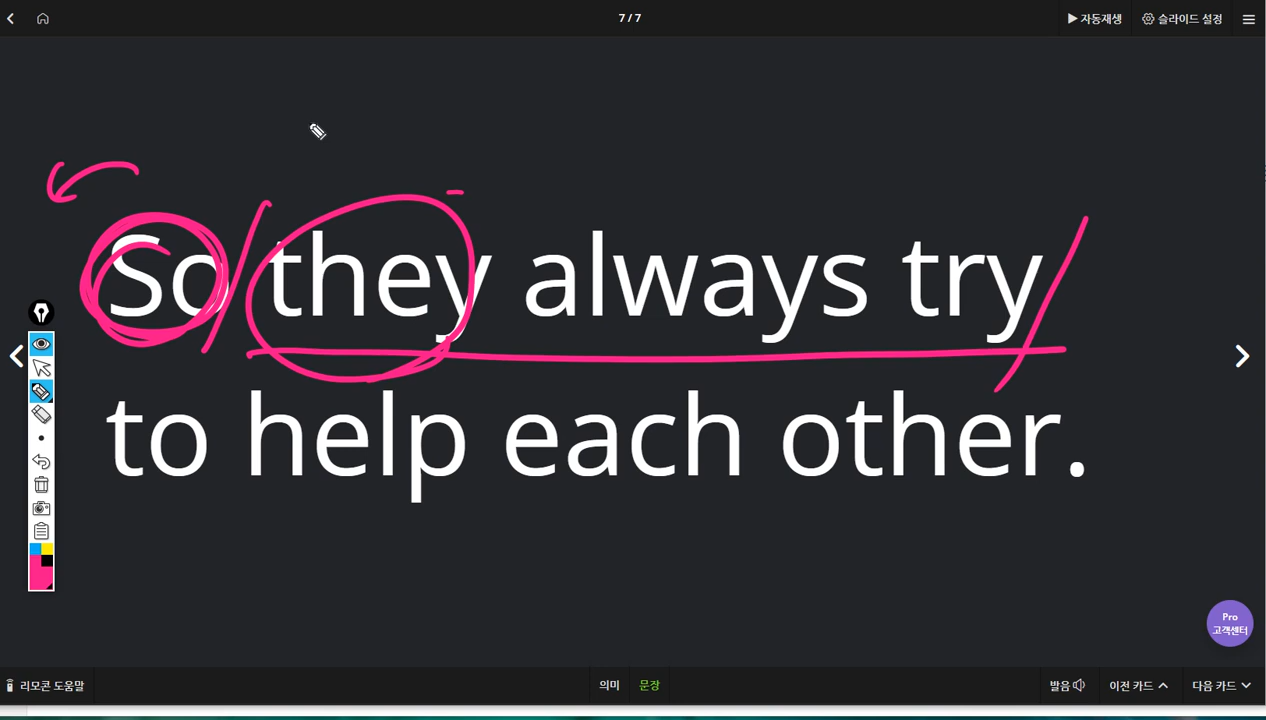 7 / 7
자동재생
슬라이드 설정
So they always try
to help each other.
Pro
고객센터
리모콘 도움말
의미
문장
발음
이전 카드
다음 카드